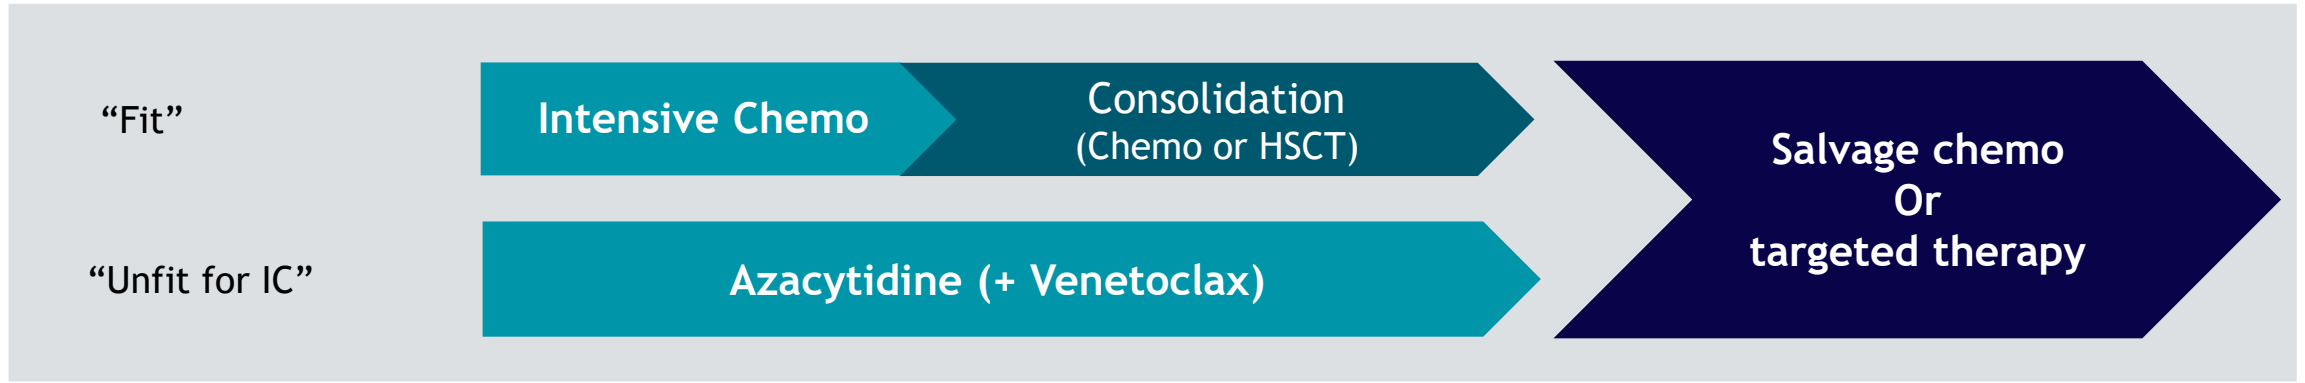 “Fit”
Intensive Chemo
Consolidation
(Chemo or HSCT)
“Unfit for IC”
Azacytidine (+ Venetoclax)
Salvage chemo
Or
targeted therapy